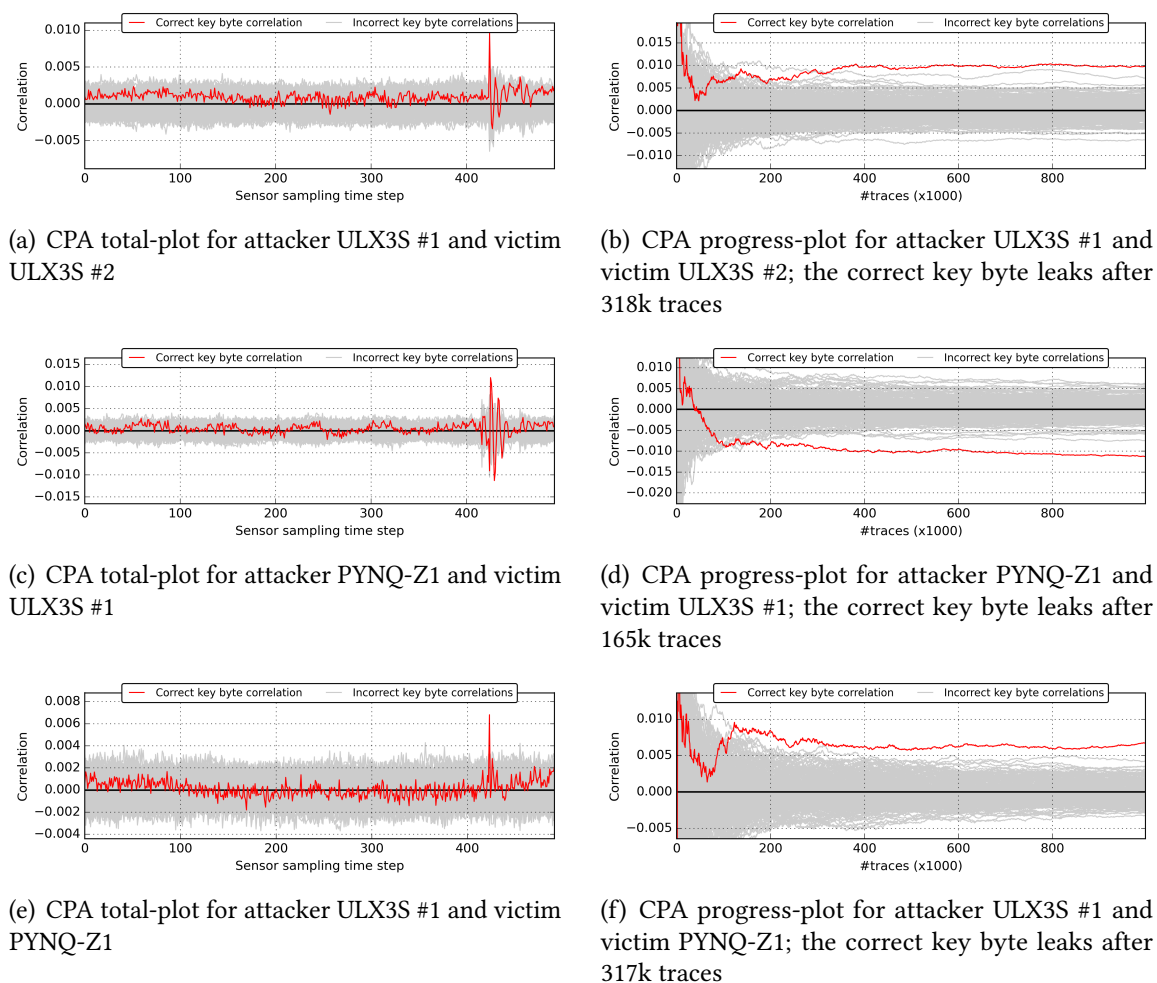 Correct key byte correlation Incorrect key byte correlations
0.010
0.005
0.000
−0.005
Correlation
0 100 200 300 400
Sensor sampling time step
(a) CPA total-plot for attacker ULX3S #1 and victim
ULX3S #2
Correct key byte correlation Incorrect key byte correlations
0.015
0.010
0.005
0.000
−0.005
−0.010
Correlation
0 200 400 600 800
#traces (x1000)
(b) CPA progress-plot for attacker ULX3S #1 and
victim ULX3S #2; the correct key byte leaks after
318k traces
Correct key byte correlation Incorrect key byte correlations
0.015
0.010
0.005
0.000
−0.005
−0.010
−0.015
Correlation
0 100 200 300 400
Sensor sampling time step
(c) CPA total-plot for attacker PYNQ-Z1 and victim
ULX3S #1
Correct key byte correlation Incorrect key byte correlations
0.010
0.005
0.000
−0.005
−0.010
−0.015
−0.020
Correlation
0 200 400 600 800
#traces (x1000)
(d) CPA progress-plot for attacker PYNQ-Z1 and
victim ULX3S #1; the correct key byte leaks after
165k traces
Correct key byte correlation Incorrect key byte correlations
0.008
0.006
0.004
0.002
0.000
−0.002
−0.004
Correlation
0 100 200 300 400
Sensor sampling time step
(e) CPA total-plot for attacker ULX3S #1 and victim
PYNQ-Z1
Correct key byte correlation Incorrect key byte correlations
0.010
0.005
0.000
−0.005
Correlation
0 200 400 600 800
#traces (x1000)
(f) CPA progress-plot for attacker ULX3S #1 and
victim PYNQ-Z1; the correct key byte leaks after
317k traces